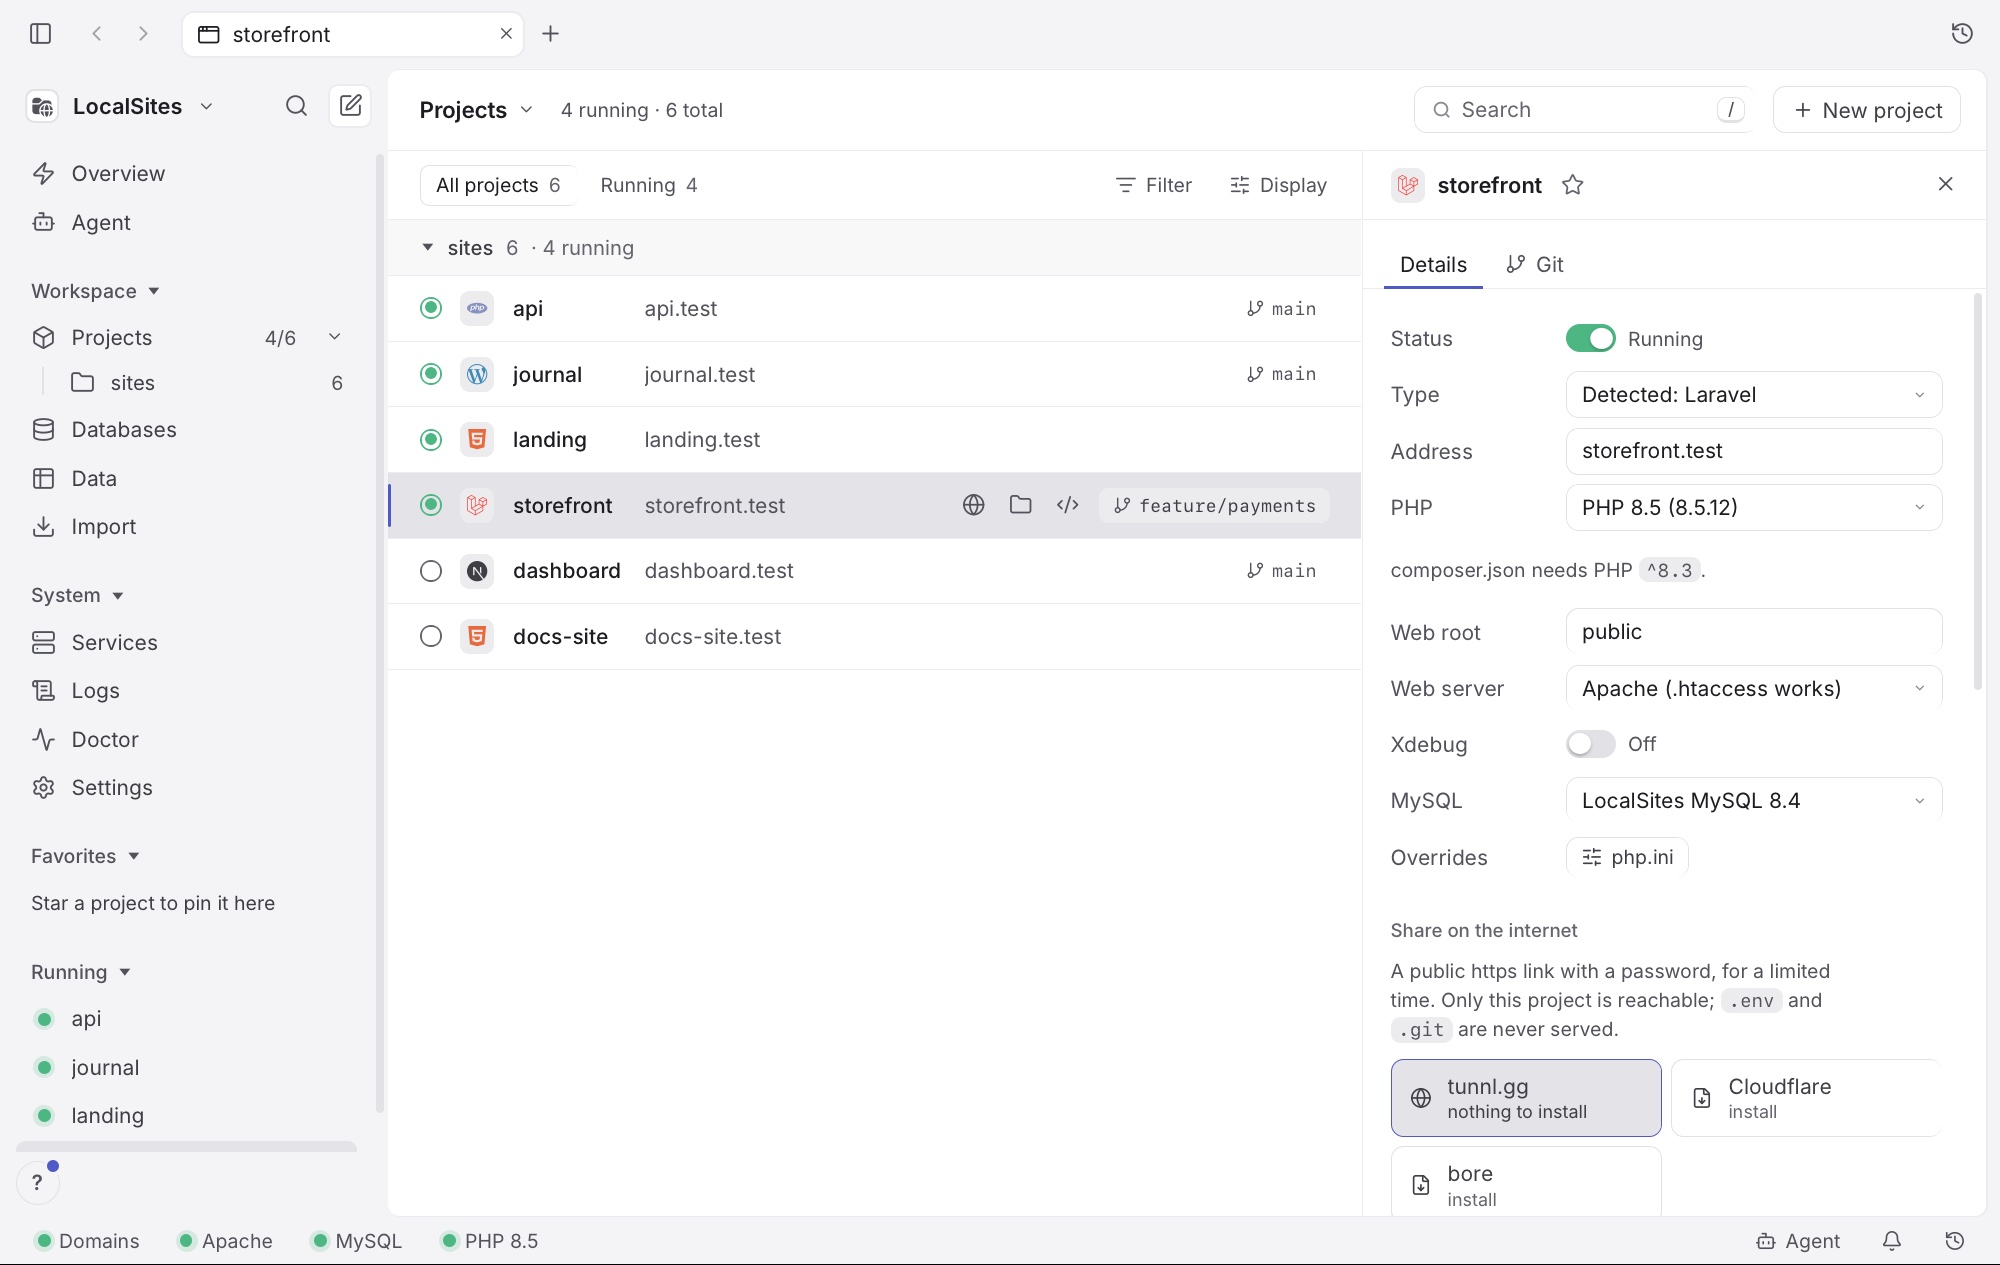 storefront
LocalSites
Overview
Agent
Workspace
Projects 4/6
sites 6
Databases
Data
Import
System
Services
Logs
Doctor
Settings
Favorites
Star a project to pin it here
Running
api
journal
landing
?
Projects 4 running · 6 total
Search /
New project
All projects 6 Running 4 Filter Display
sites 6 · 4 running
php api api.test main
journal journal.test main
landing landing.test
storefront storefront.test feature/payments
N dashboard dashboard.test main
docs-site docs-site.test
storefront
Details Git
Status Running
Type Detected: Laravel
Address storefront.test
PHP PHP 8.5 (8.5.12)
composer.json needs PHP ^8.3.
Web root public
Web server Apache (.htaccess works)
Xdebug Off
MySQL LocalSites MySQL 8.4
Overrides php.ini
Share on the internet
A public https link with a password, for a limited
time. Only this project is reachable; .env and
.git are never served.
tunnl.gg
nothing to install
Cloudflare
install
bore
install
Domains Apache MySQL PHP 8.5 Agent